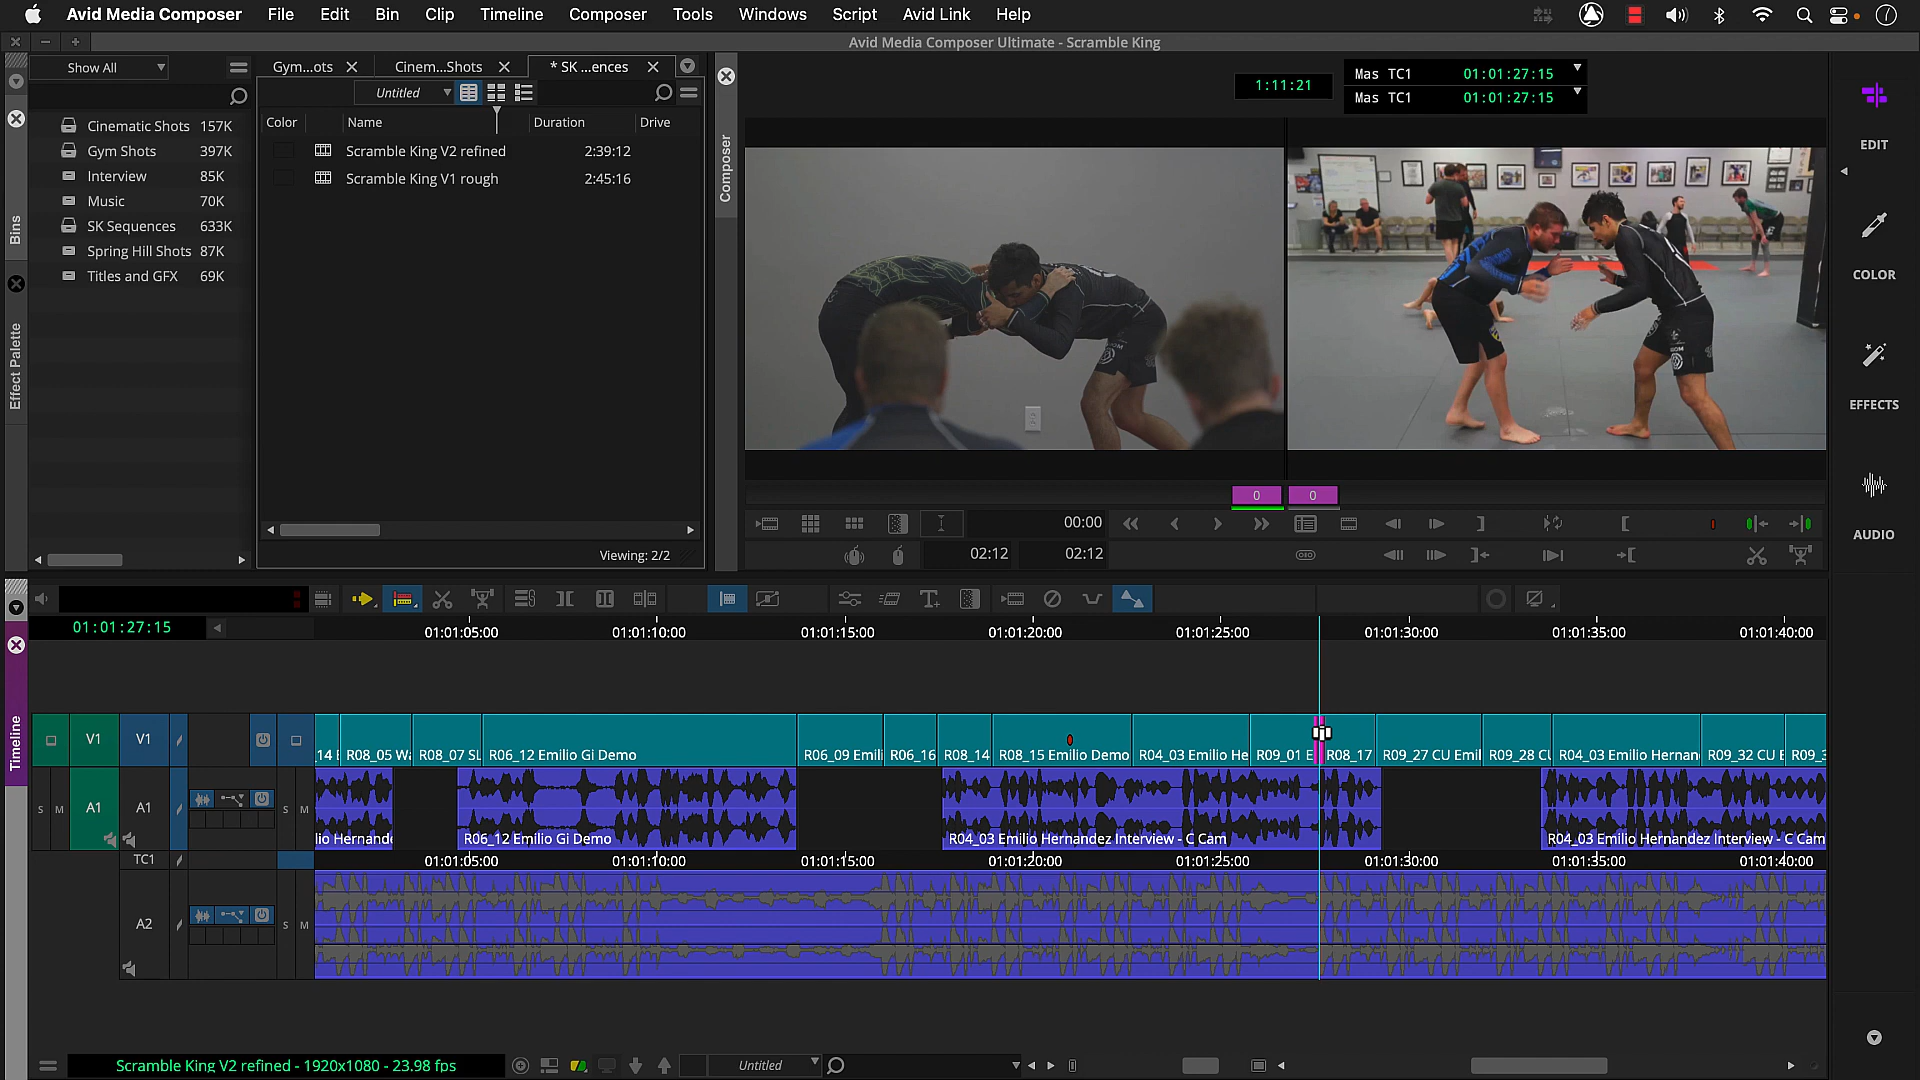 Avid Media Composer File Edit Bin Clip Timeline Composer Tools Windows Script Avid Link Help
Avid Media Composer Ultimate - Scramble King
Show All
Gym...ots
Cinem...Shots
* SK ...ences
Untitled
Color Name Duration Drive
Scramble King V2 refined 2:39:12
Scramble King V1 rough 2:45:16
Viewing: 2/2
Cinematic Shots 157K
Gym Shots 397K
Interview 85K
Music 70K
SK Sequences 633K
Spring Hill Shots 87K
Titles and GFX 69K
Bins
Effect Palette
Composer
1:11:21
Mas TC1 01:01:27:15
Mas TC1 01:01:27:15
0 0
00:00
02:12 02:12
EDIT
COLOR
EFFECTS
AUDIO
Timeline
01:01:27:15
01:01:05:00 01:01:10:00 01:01:15:00 01:01:20:00 01:01:25:00 01:01:30:00 01:01:35:00 01:01:40:00
V1 V1
14 E R08_05 Wa R08_07 SL R06_12 Emilio Gi Demo R06_09 Emili R06_16 R08_14 R08_15 Emilio Demo R04_03 Emilio He R09_01 E R08_17 R09_27 CU Emil R09_28 CU R04_03 Emilio Hernan R09_32 CU E R09_3
S M A1 A1 S M
lio Hernande R06_12 Emilio Gi Demo R04_03 Emilio Hernandez Interview - C Cam R04_03 Emilio Hernandez Interview - C Cam
TC1 01:01:05:00 01:01:10:00 01:01:15:00 01:01:20:00 01:01:25:00 01:01:30:00 01:01:35:00 01:01:40:00
A2 S M
Scramble King V2 refined - 1920x1080 - 23.98 fps
Untitled